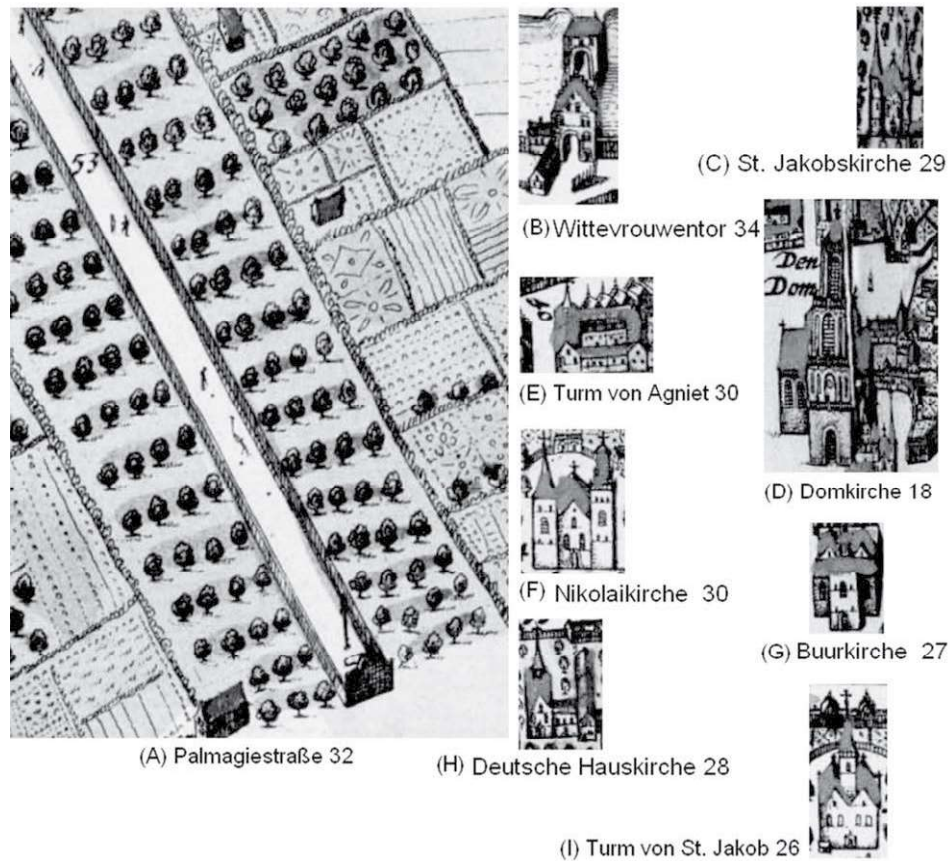 53
(A) Palmagiestraße 32
(B) Wittevrouwentor 34
(C) St. Jakobskirche 29
Den
Dom
(D) Domkirche 18
(E) Turm von Agniet 30
(F) Nikolaikirche 30
(G) Buurkirche 27
(H) Deutsche Hauskirche 28
(I) Turm von St. Jakob 26